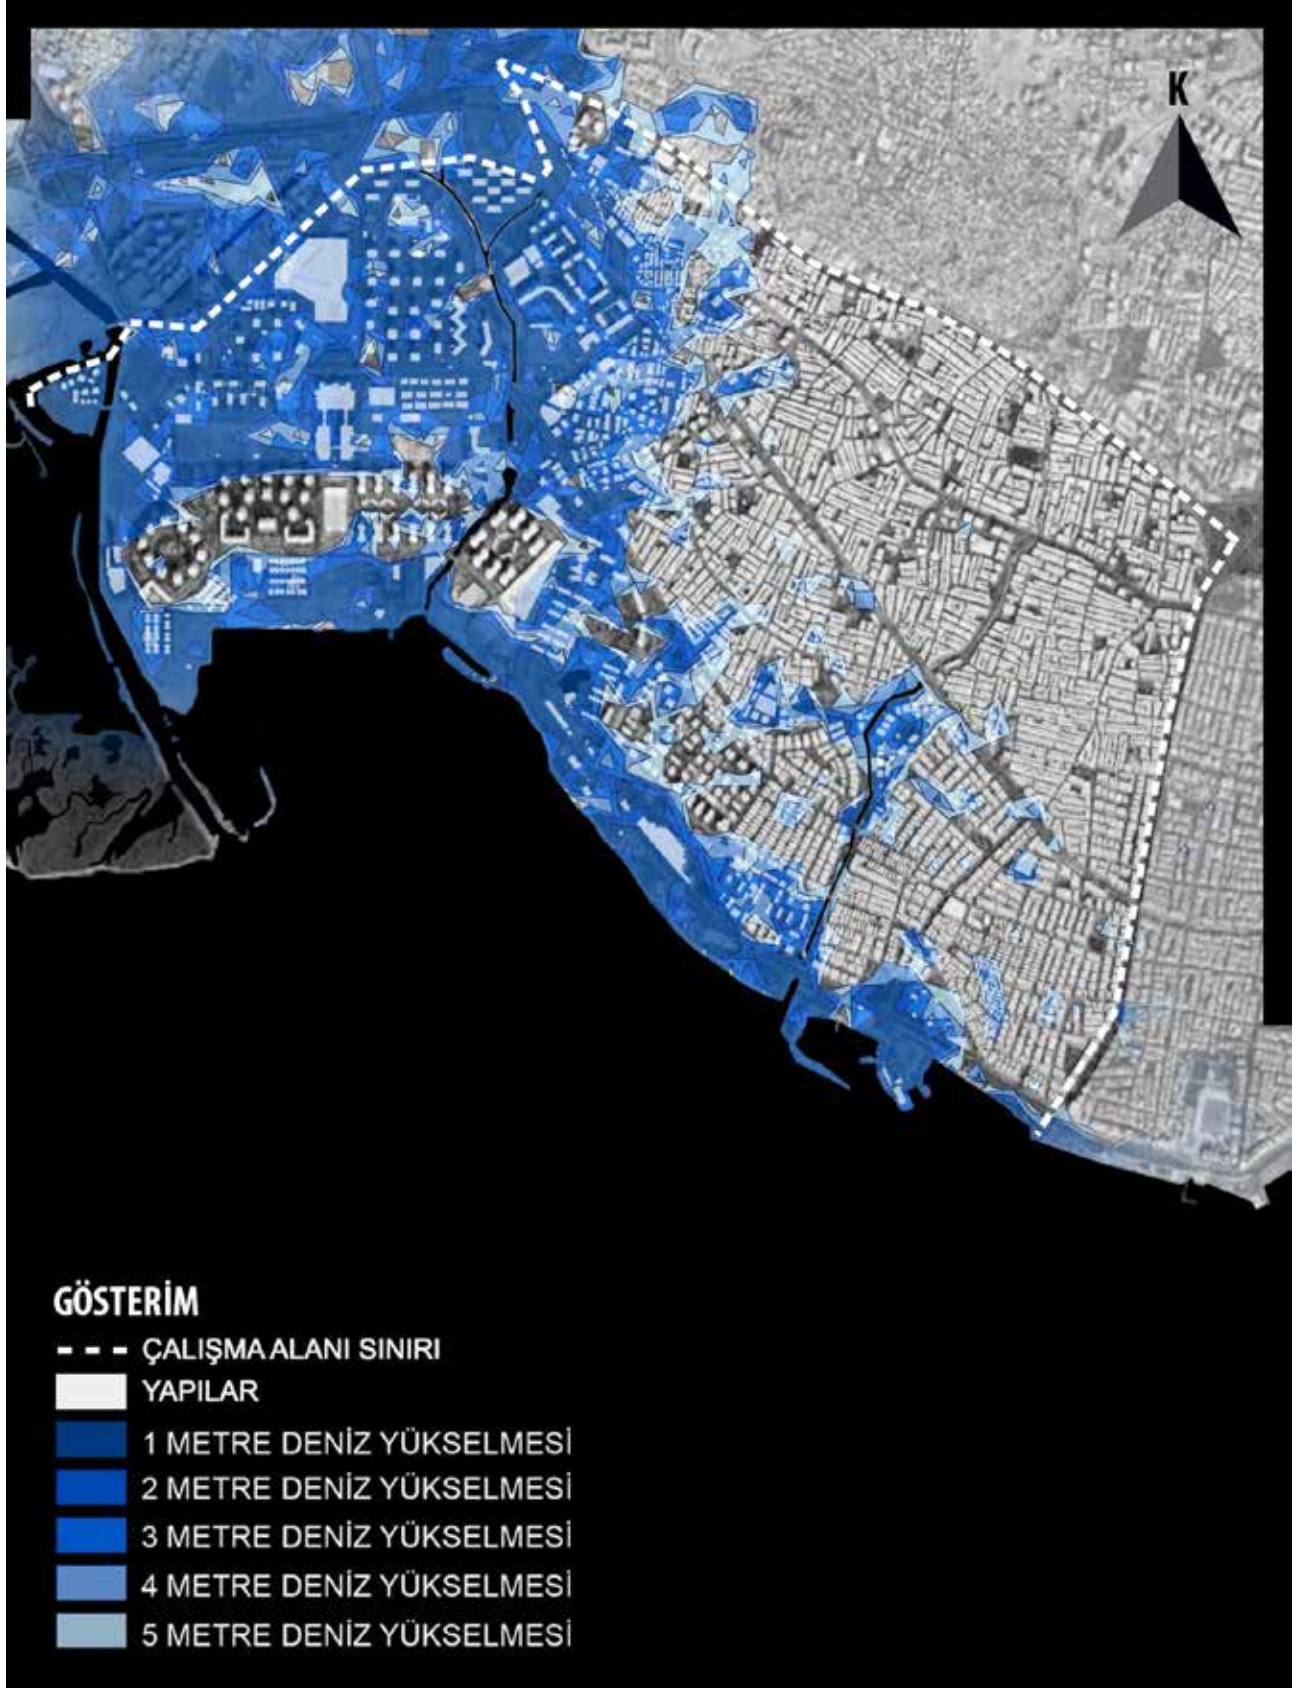 K
GÖSTERİM
ÇALIŞMA ALANI SINIRI
YAPILAR
1 METRE DENİZ YÜKSELMESİ
2 METRE DENİZ YÜKSELMESİ
3 METRE DENİZ YÜKSELMESİ
4 METRE DENİZ YÜKSELMESİ
5 METRE DENİZ YÜKSELMESİ